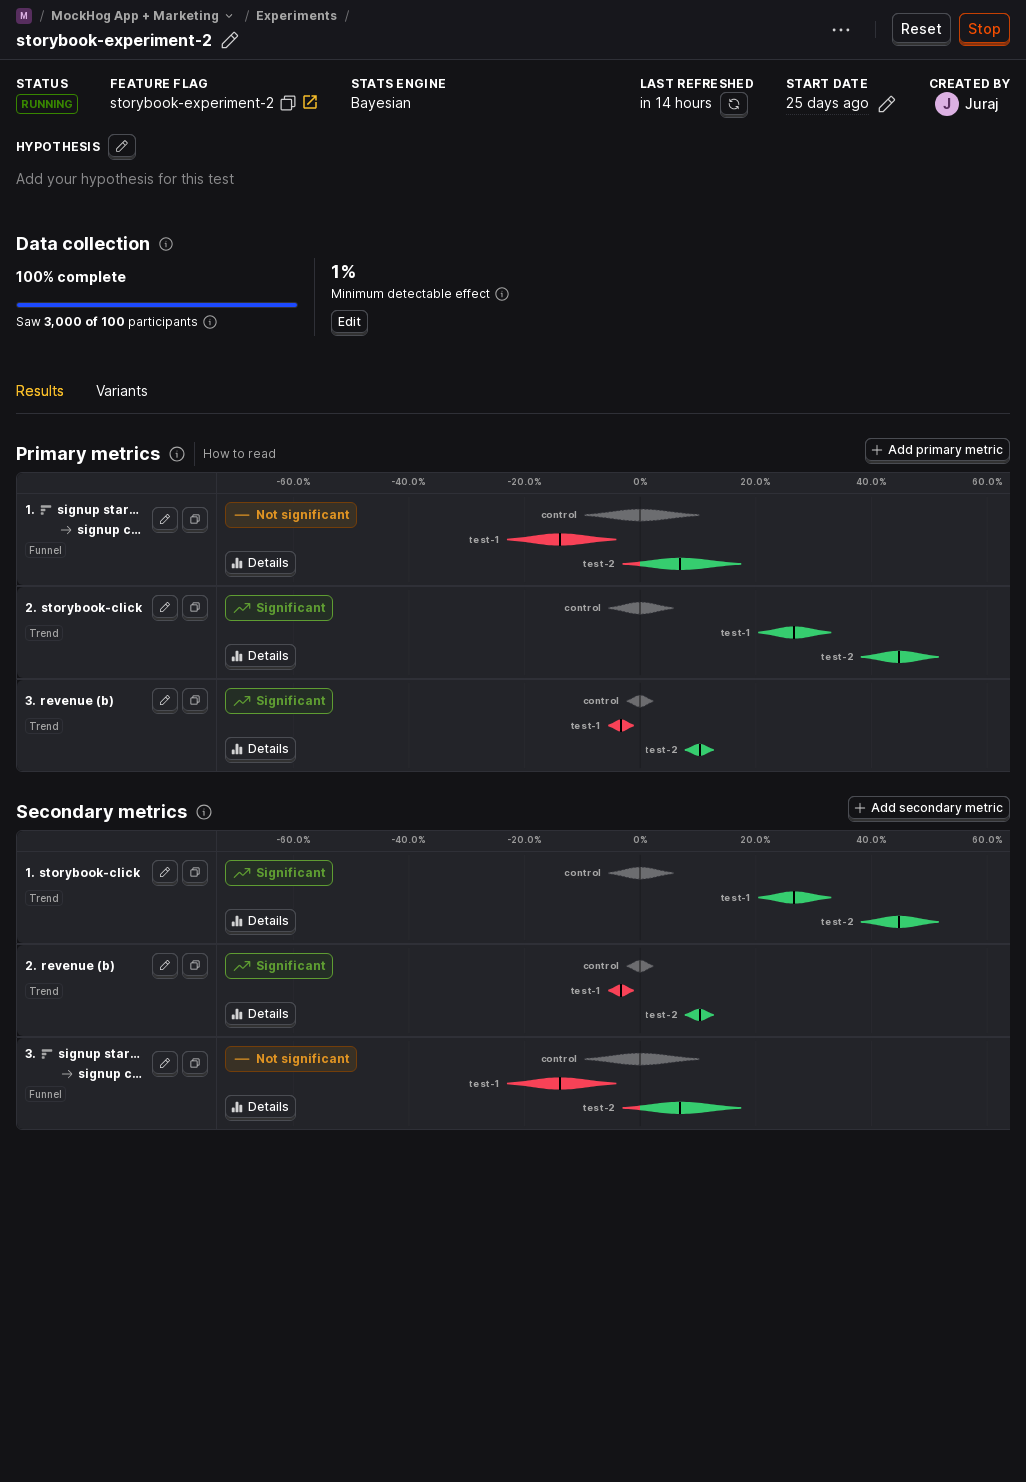 M / MockHog App + Marketing / Experiments /
storybook-experiment-2
Reset
Stop
STATUS
RUNNING
FEATURE FLAG
storybook-experiment-2
STATS ENGINE
Bayesian
LAST REFRESHED
in 14 hours
START DATE
25 days ago
CREATED BY
J Juraj
HYPOTHESIS
Add your hypothesis for this test
Data collection
100% complete
Saw 3,000 of 100 participants
1%
Minimum detectable effect
Edit
Results Variants
Primary metrics How to read
Add primary metric
-60.0% -40.0% -20.0% 0% 20.0% 40.0% 60.0%
1. signup star...
signup c...
Funnel
Not significant
Details
control
test-1
test-2
2. storybook-click
Trend
Significant
Details
control
test-1
test-2
3. revenue (b)
Trend
Significant
Details
control
test-1
test-2
Secondary metrics
Add secondary metric
-60.0% -40.0% -20.0% 0% 20.0% 40.0% 60.0%
1. storybook-click
Trend
Significant
Details
control
test-1
test-2
2. revenue (b)
Trend
Significant
Details
control
test-1
test-2
3. signup star...
signup c...
Funnel
Not significant
Details
control
test-1
test-2